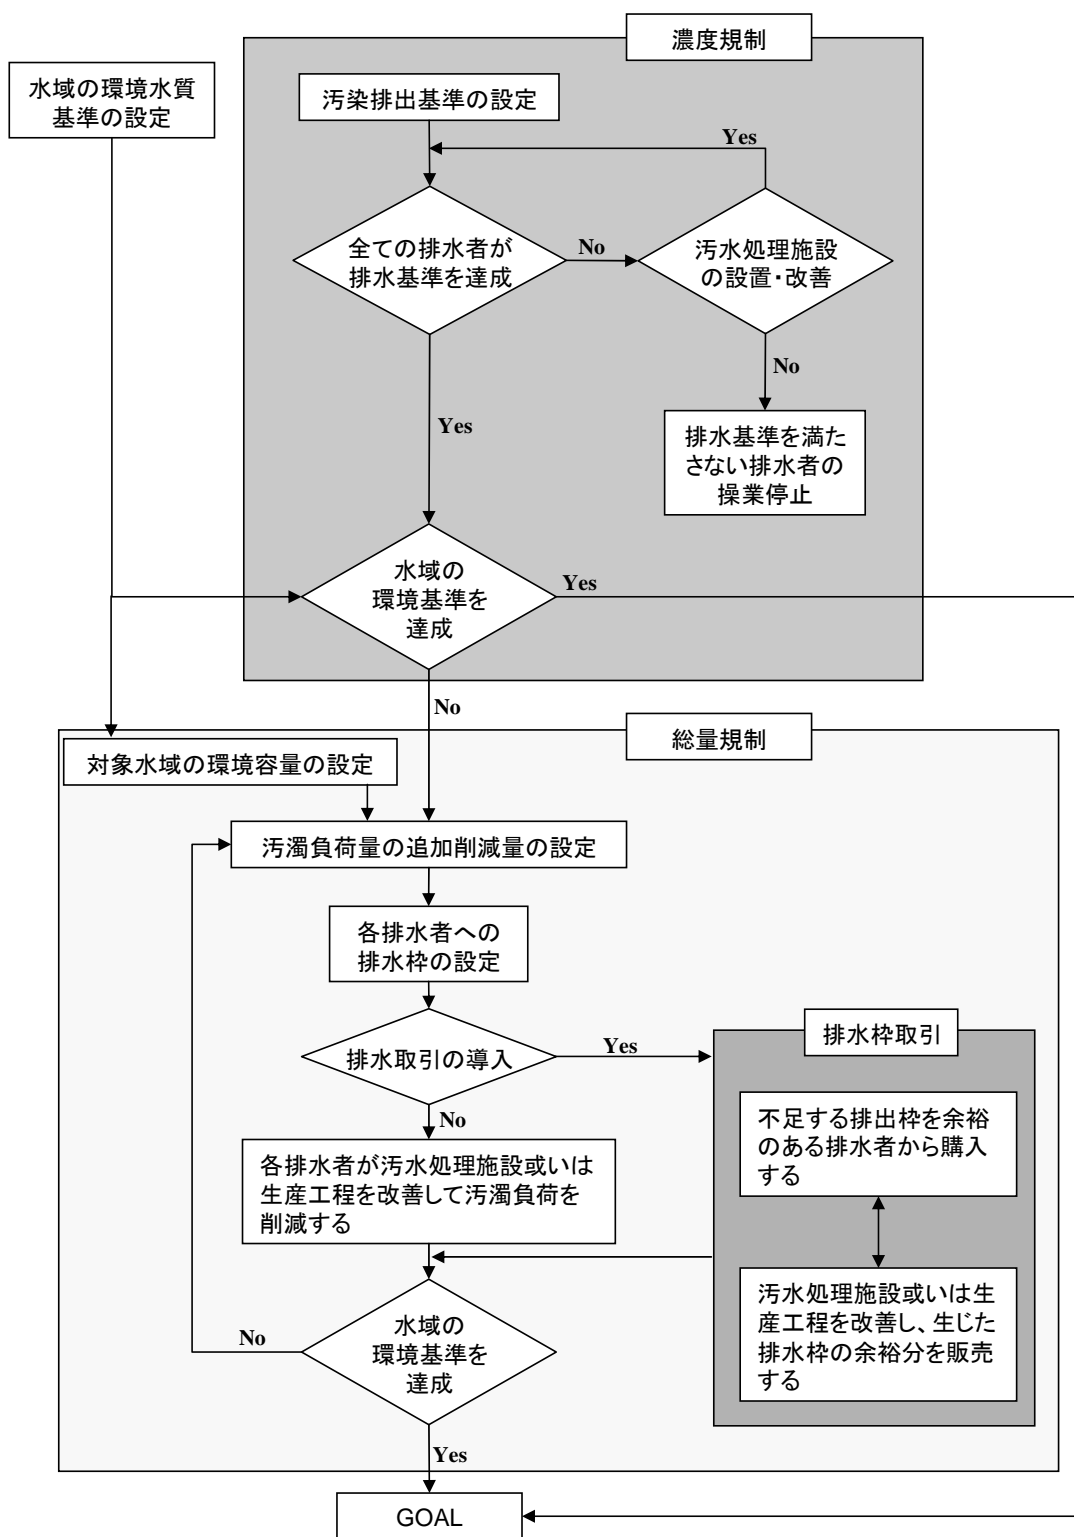 濃度規制
水域の環境水質
基準の設定
汚染排出基準の設定
Yes
全ての排水者が
排水基準を達成
No
汚水処理施設
の設置・改善
No
Yes
排水基準を満た
さない排水者の
操業停止
水域の
環境基準を
達成
Yes
No
総量規制
対象水域の環境容量の設定
汚濁負荷量の追加削減量の設定
各排水者への
排水枠の設定
排水取引の導入
Yes
排水枠取引
No
不足する排出枠を余裕
のある排水者から購入
する
各排水者が汚水処理施設或いは
生産工程を改善して汚濁負荷を
削減する
汚水処理施設或いは生
産工程を改善し、生じた
排水枠の余裕分を販売
する
水域の
環境基準を
達成
No
Yes
GOAL